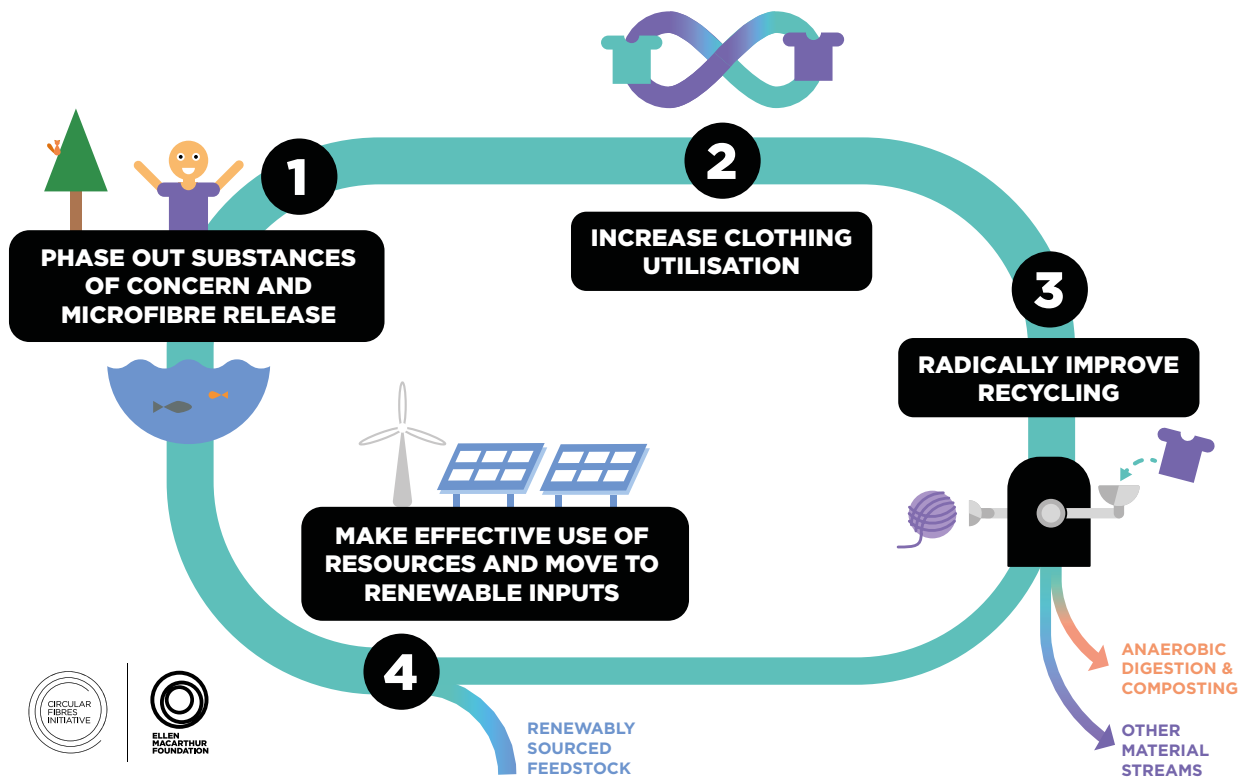 1
PHASE OUT SUBSTANCES
OF CONCERN AND
MICROFIBRE RELEASE
2
INCREASE CLOTHING
UTILISATION
3
RADICALLY IMPROVE
RECYCLING
MAKE EFFECTIVE USE OF
RESOURCES AND MOVE TO
RENEWABLE INPUTS
4
RENEWABLY
SOURCED
FEEDSTOCK
ANAEROBIC
DIGESTION &
COMPOSTING
OTHER
MATERIAL
STREAMS
CIRCULAR
FIBRES
INITIATIVE
ELLEN
MACARTHUR
FOUNDATION